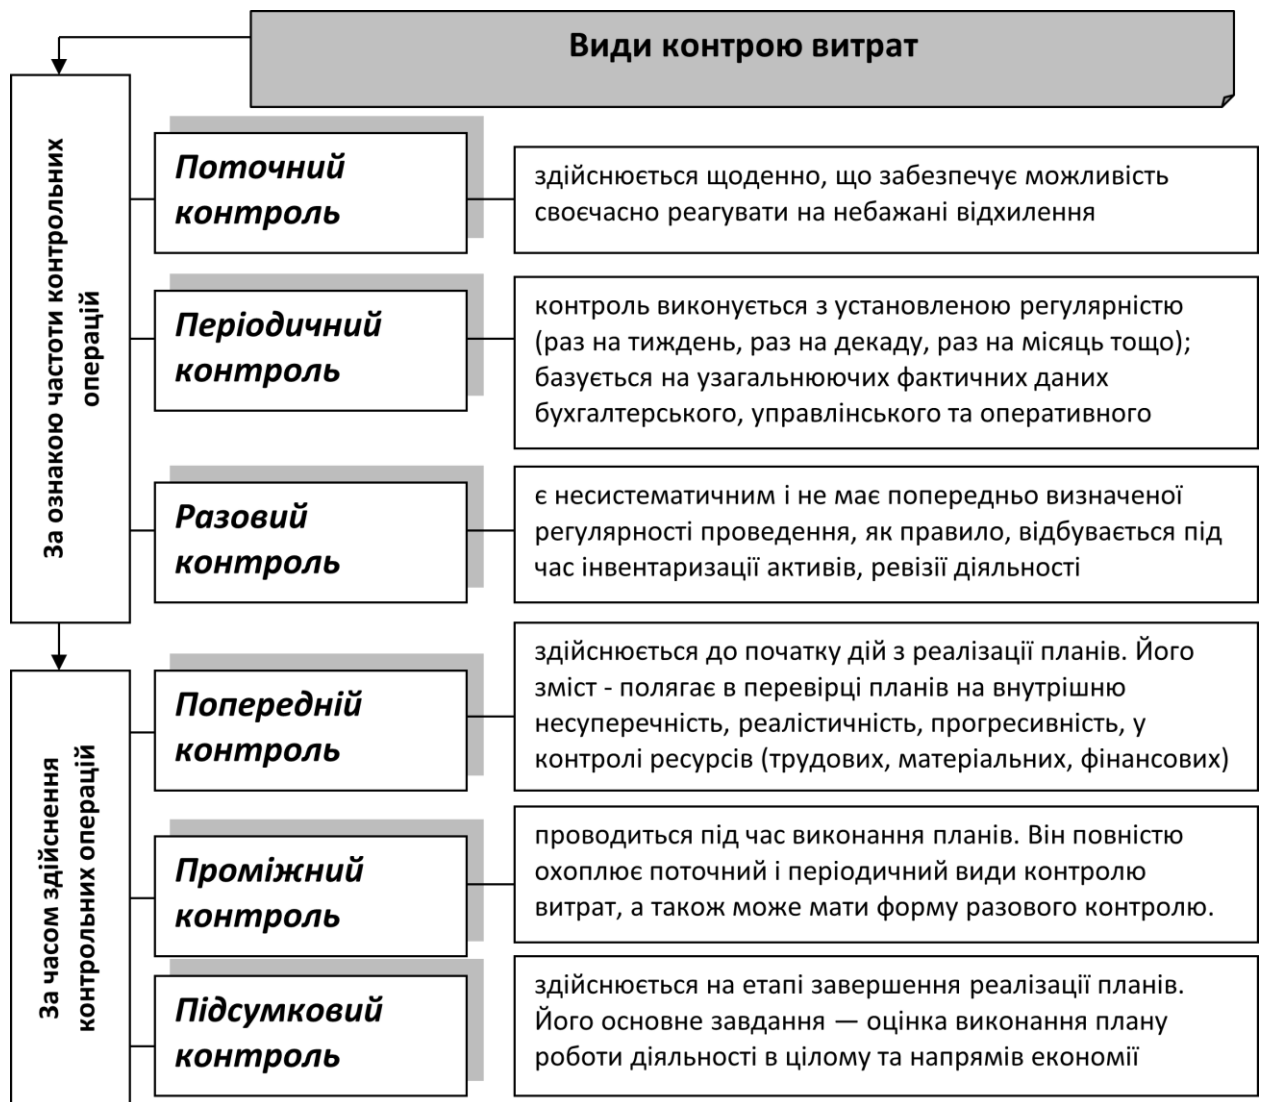 Види контрою витрат
За ознакою частоти контрольних
операцій
Поточний
контроль
здійснюється щоденно, що забезпечує можливість
своєчасно реагувати на небажані відхилення
Періодичний
контроль
контроль виконується з установленою регулярністю
(раз на тиждень, раз на декаду, раз на місяць тощо);
базується на узагальнюючих фактичних даних
бухгалтерського, управлінського та оперативного
Разовий
контроль
є несистематичним і не має попередньо визначеної
регулярності проведення, як правило, відбувається під
час інвентаризації активів, ревізії діяльності
За часом здійснення
контрольних операцій
Попередній
контроль
здійснюється до початку дій з реалізації планів. Його
зміст - полягає в перевірці планів на внутрішню
несуперечність, реалістичність, прогресивність, у
контролі ресурсів (трудових, матеріальних, фінансових)
Проміжний
контроль
проводиться під час виконання планів. Він повністю
охоплює поточний і періодичний види контролю
витрат, а також може мати форму разового контролю.
Підсумковий
контроль
здійснюється на етапі завершення реалізації планів.
Його основне завдання — оцінка виконання плану
роботи діяльності в цілому та напрямів економії